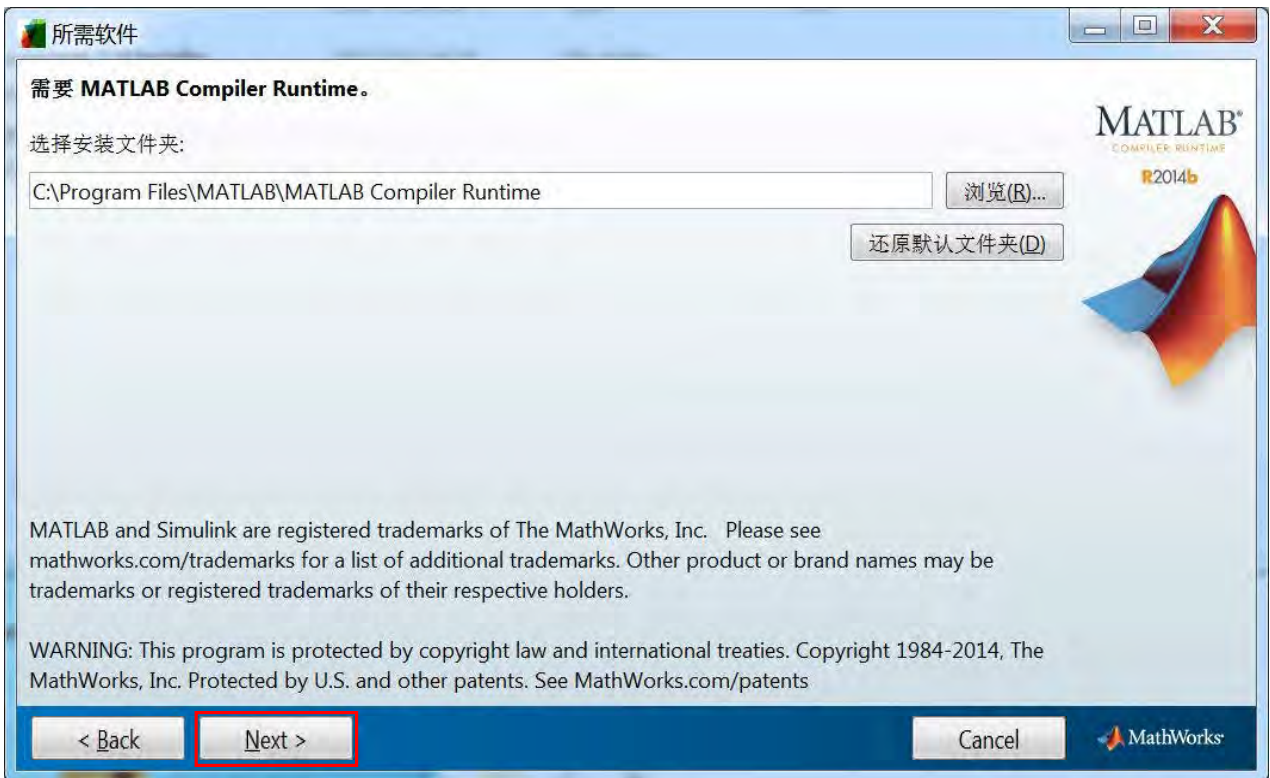 所需软件
需要 MATLAB Compiler Runtime。
选择安装文件夹:
C:\Program Files\MATLAB\MATLAB Compiler Runtime
浏览(R)...
还原默认文件夹(D)
MATLAB®
COMPILER RUNTIME
R2014b
MATLAB and Simulink are registered trademarks of The MathWorks, Inc. Please see
mathworks.com/trademarks for a list of additional trademarks. Other product or brand names may be
trademarks or registered trademarks of their respective holders.
WARNING: This program is protected by copyright law and international treaties. Copyright 1984-2014, The
MathWorks, Inc. Protected by U.S. and other patents. See MathWorks.com/patents
< Back
Next >
Cancel
MathWorks®